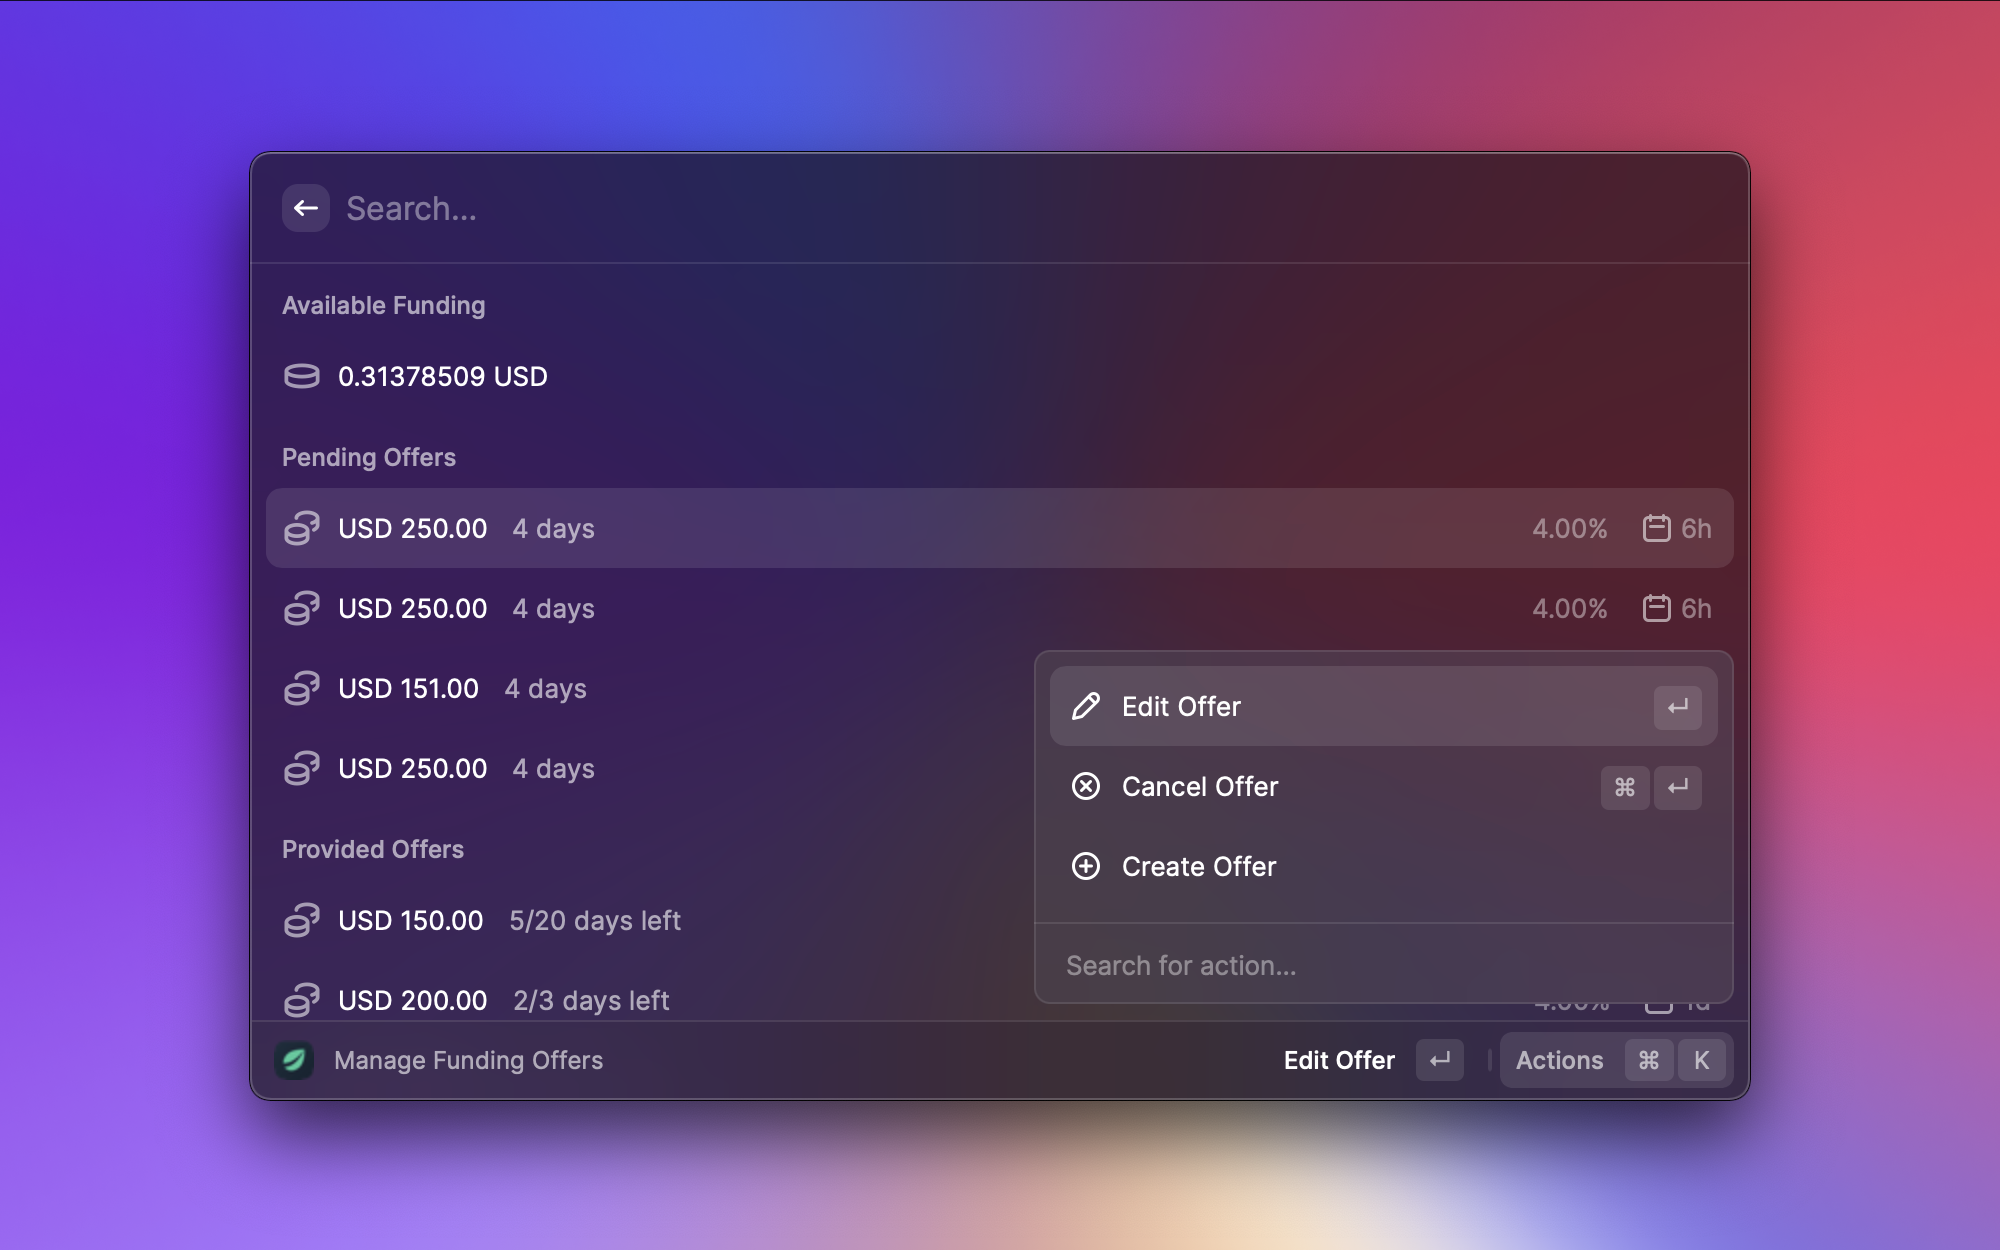 Search...
Available Funding
0.31378509 USD
Pending Offers
USD 250.00 4 days 4.00% 6h
USD 250.00 4 days 4.00% 6h
USD 151.00 4 days
USD 250.00 4 days
Edit Offer ↵
Cancel Offer ⌘ ↵
Create Offer
Search for action...
Provided Offers
USD 150.00 5/20 days left
USD 200.00 2/3 days left
Manage Funding Offers
Edit Offer ↵ Actions ⌘ K